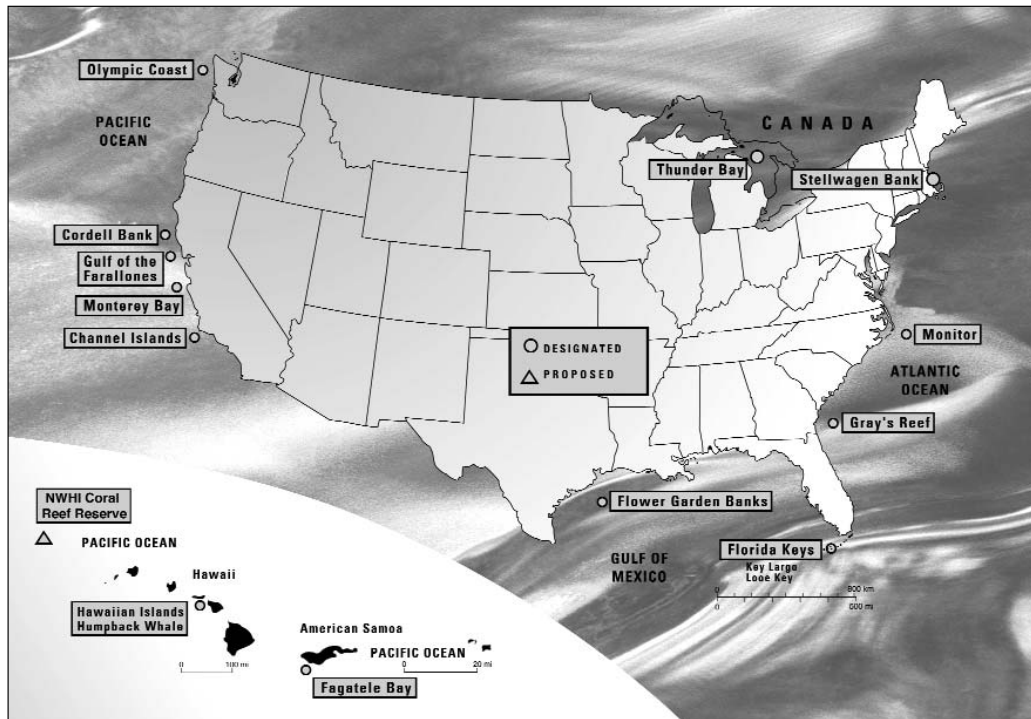 Olympic Coast
PACIFIC
OCEAN
CANADA
Thunder Bay
Stellwagen Bank
Cordell Bank
Gulf of the
Farallones
Monterey Bay
Channel Islands
DESIGNATED
PROPOSED
Monitor
ATLANTIC
OCEAN
Gray's Reef
Flower Garden Banks
GULF OF
MEXICO
Florida Keys
Key Largo
Looe Key
0 800 km
0 500 mi
NWHI Coral
Reef Reserve
PACIFIC OCEAN
Hawaii
Hawaiian Islands
Humpback Whale
0 100 mi
American Samoa
PACIFIC OCEAN
0 20 mi
Fagatele Bay